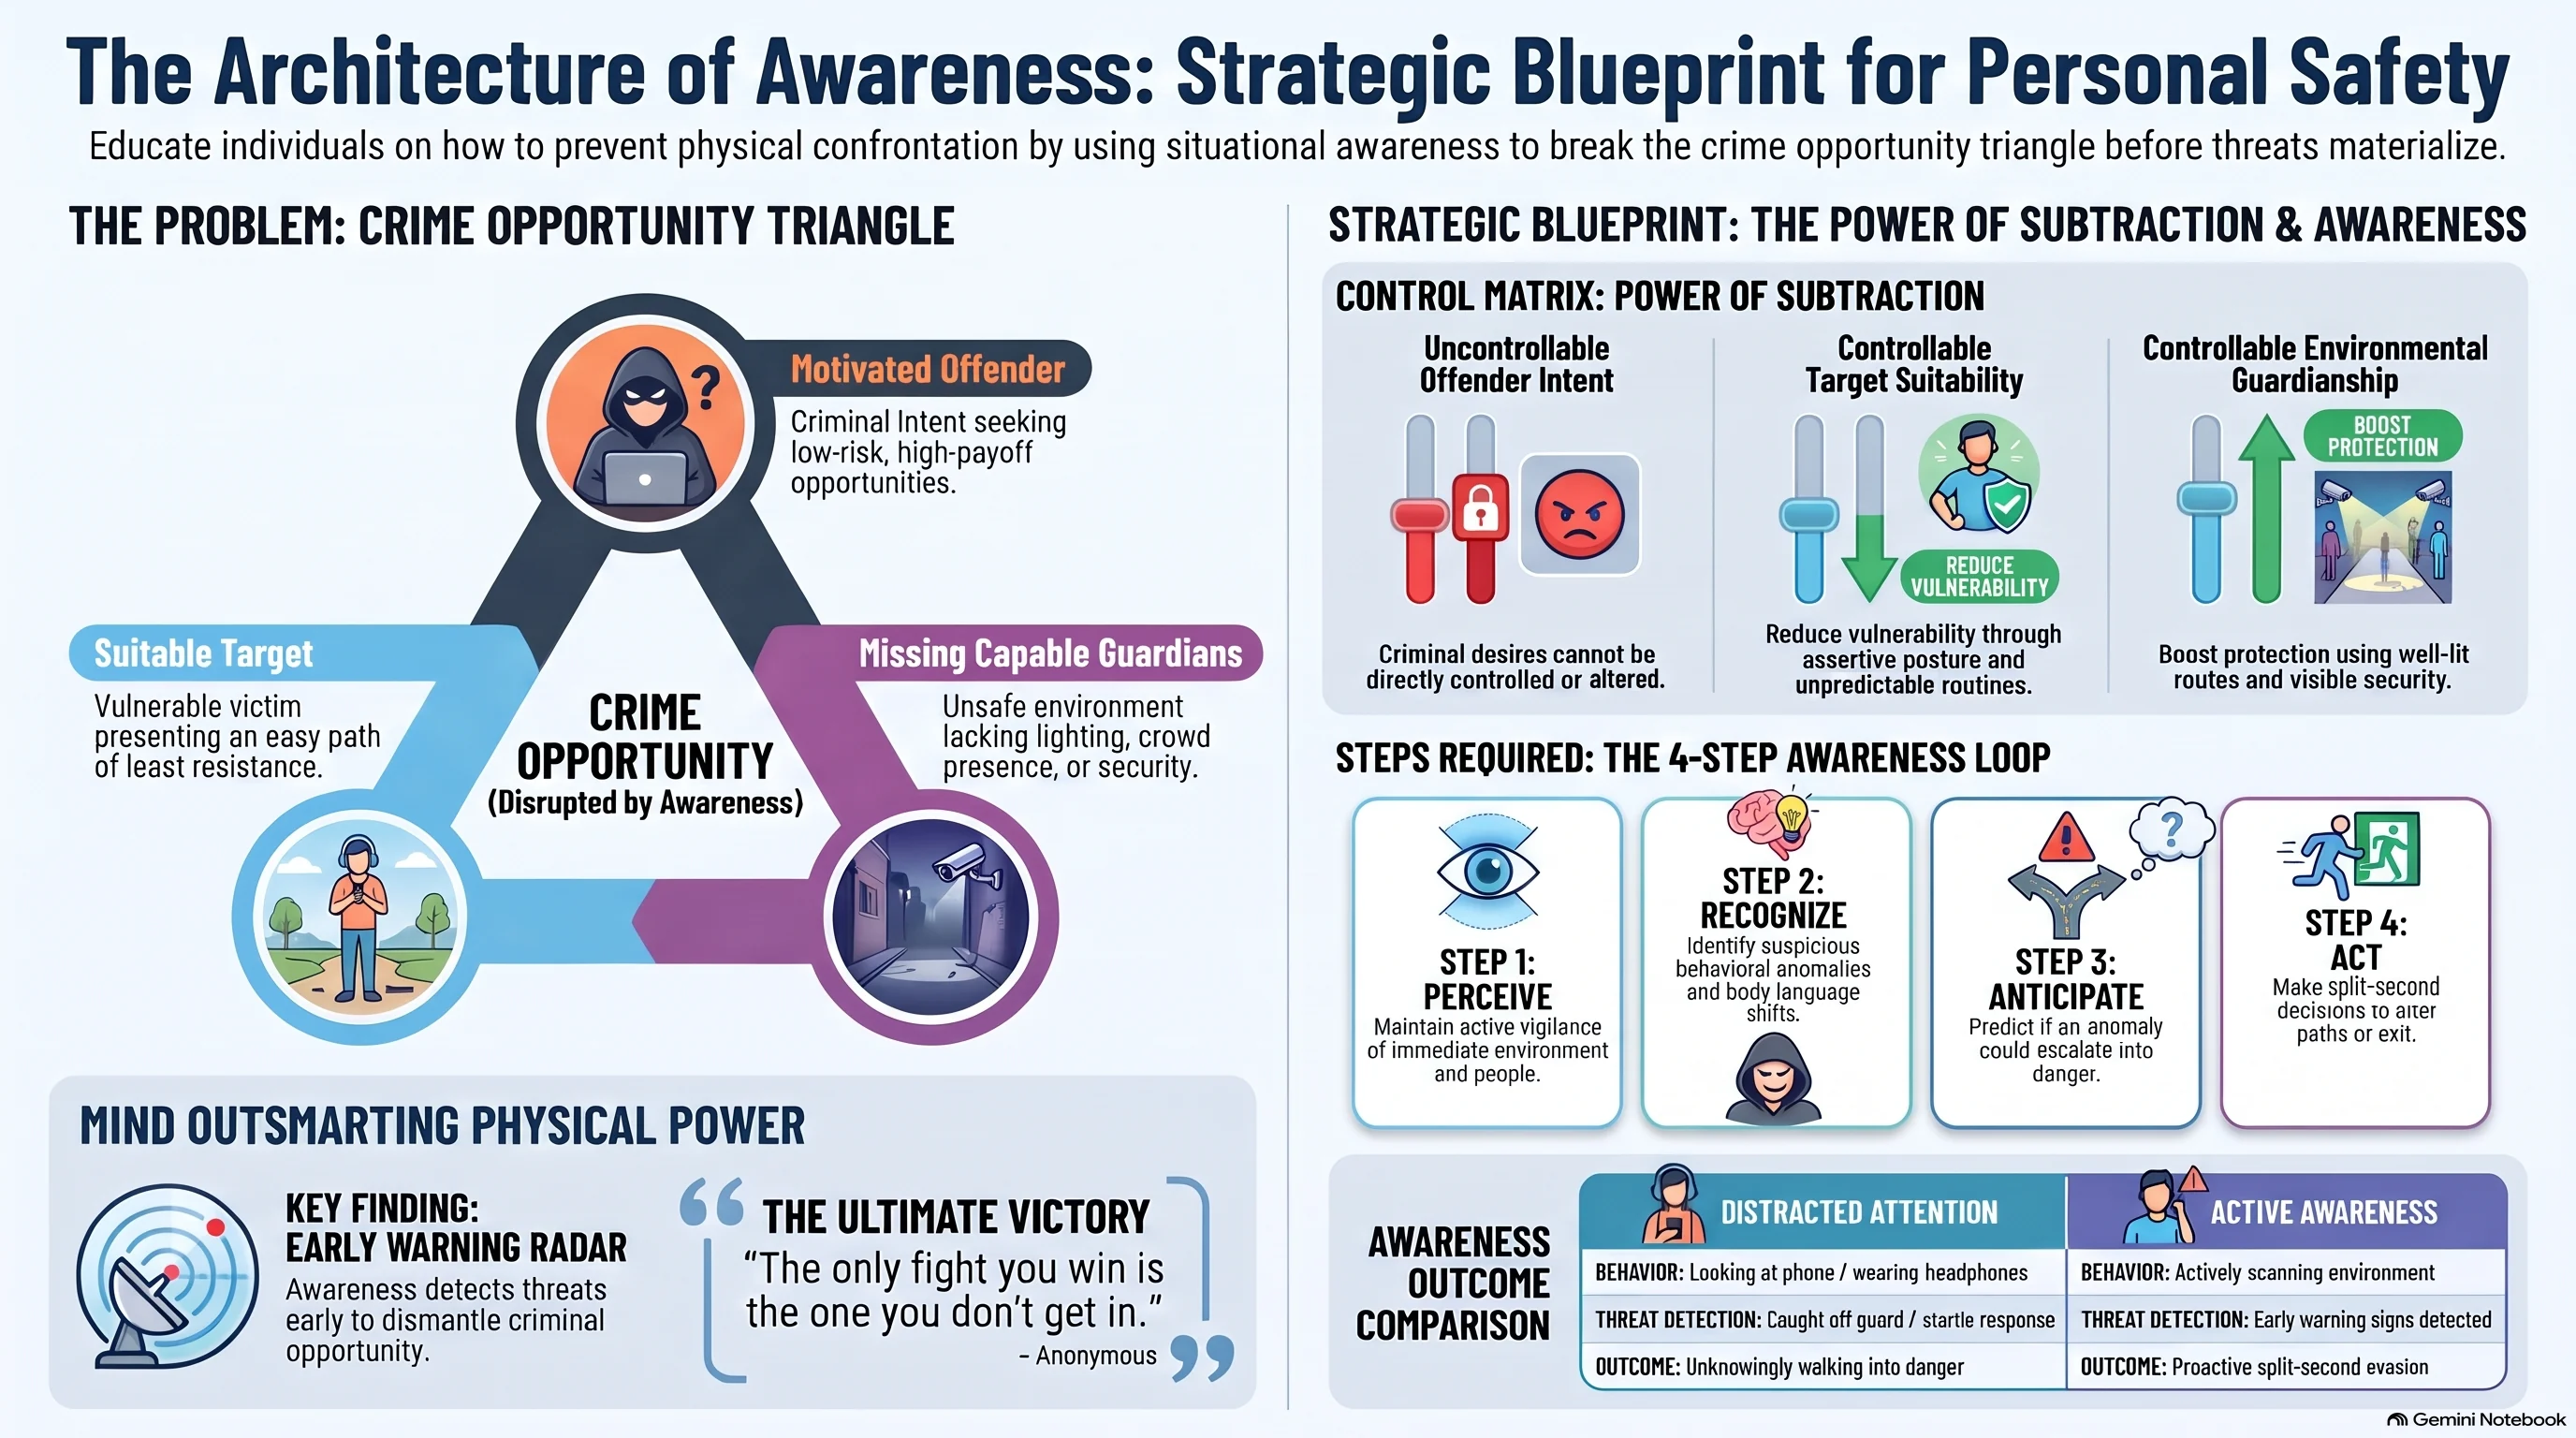 The Architecture of Awareness: Strategic Blueprint for Personal Safety
Educate individuals on how to prevent physical confrontation by using situational awareness to break the crime opportunity triangle before threats materialize.
THE PROBLEM: CRIME OPPORTUNITY TRIANGLE
?
Motivated Offender
Criminal Intent seeking
low-risk, high-payoff
opportunities.
Suitable Target
Vulnerable victim
presenting an easy path
of least resistance.
Missing Capable Guardians
Unsafe environment
lacking lighting, crowd
presence, or security.
CRIME
OPPORTUNITY
(Disrupted by Awareness)
MIND OUTSMARTING PHYSICAL POWER
KEY FINDING:
EARLY WARNING RADAR
Awareness detects threats
early to dismantle criminal
opportunity.
THE ULTIMATE VICTORY
“The only fight you win is
the one you don’t get in.”
– Anonymous
STRATEGIC BLUEPRINT: THE POWER OF SUBTRACTION & AWARENESS
CONTROL MATRIX: POWER OF SUBTRACTION
Uncontrollable
Offender Intent
Criminal desires cannot be
directly controlled or altered.
Controllable
Target Suitability
REDUCE
VULNERABILITY
Reduce vulnerability through
assertive posture and
unpredictable routines.
Controllable Environmental
Guardianship
BOOST
PROTECTION
Boost protection using well-lit
routes and visible security.
STEPS REQUIRED: THE 4-STEP AWARENESS LOOP
STEP 1:
PERCEIVE
Maintain active vigilance
of immediate environment
and people.
STEP 2:
RECOGNIZE
Identify suspicious
behavioral anomalies
and body language
shifts.
!
?
STEP 3:
ANTICIPATE
Predict if an anomaly
could escalate into
danger.
STEP 4:
ACT
Make split-second
decisions to alter
paths or exit.
AWARENESS
OUTCOME
COMPARISON
DISTRACTED ATTENTION
ACTIVE AWARENESS
BEHAVIOR: Looking at phone / wearing headphones
BEHAVIOR: Actively scanning environment
THREAT DETECTION: Caught off guard / startle response
THREAT DETECTION: Early warning signs detected
OUTCOME: Unknowingly walking into danger
OUTCOME: Proactive split-second evasion
Gemini Notebook